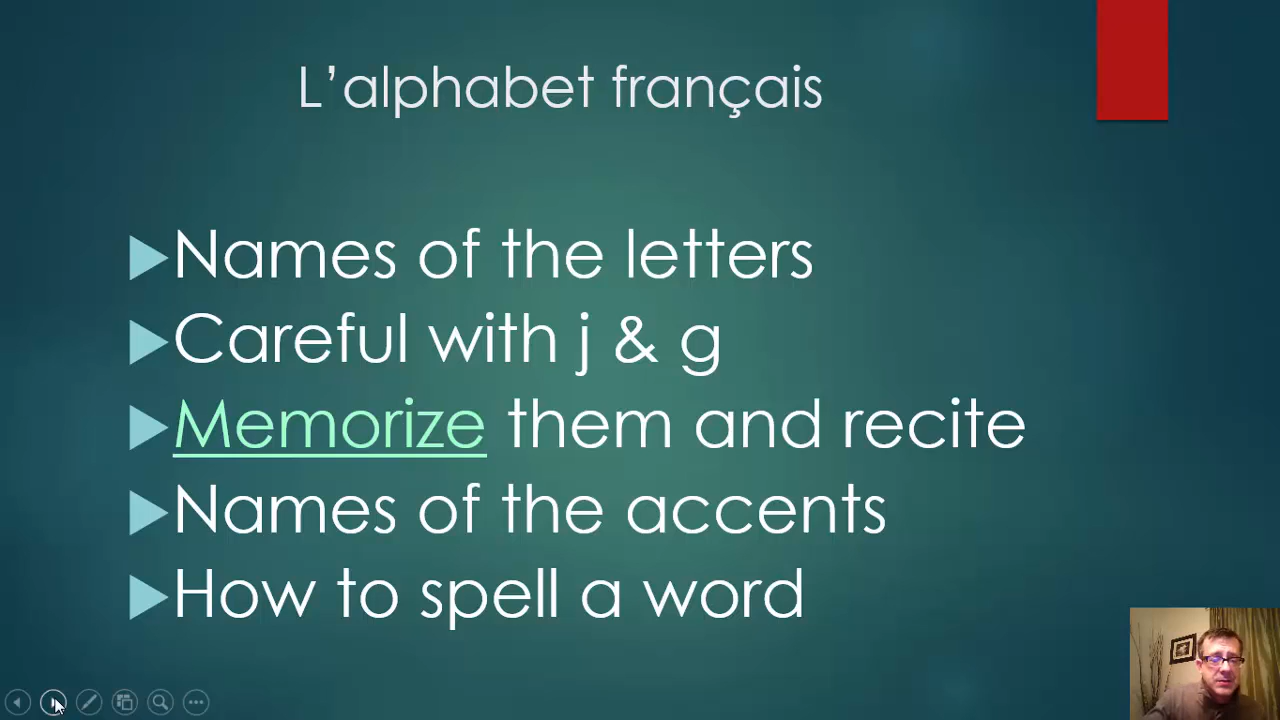 L’alphabet français
Names of the letters
Careful with j & g
Memorize them and recite
Names of the accents
How to spell a word